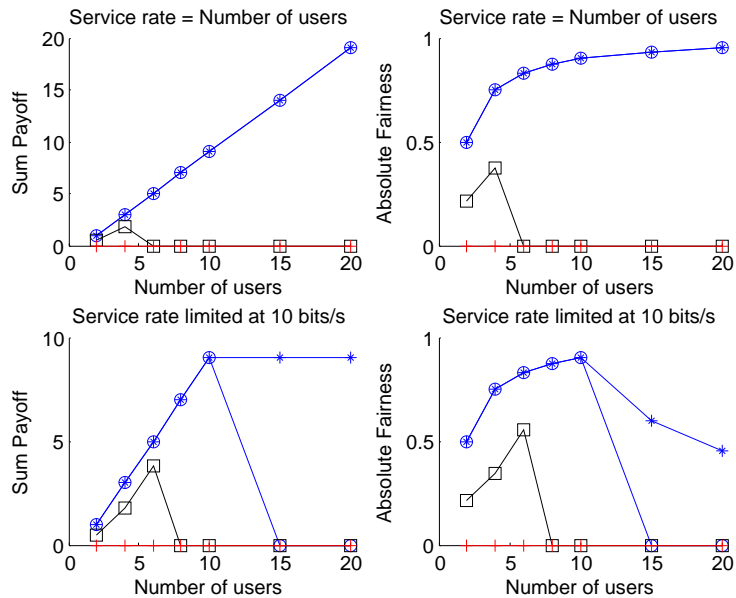 Service rate = Number of users
20
15
10
5
0
Sum Payoff
0 5 10 15 20
Number of users
Service rate = Number of users
1
0.5
0
Absolute Fairness
0 5 10 15 20
Number of users
Service rate limited at 10 bits/s
10
5
0
Sum Payoff
0 5 10 15 20
Number of users
Service rate limited at 10 bits/s
1
0.5
0
Absolute Fairness
0 5 10 15 20
Number of users